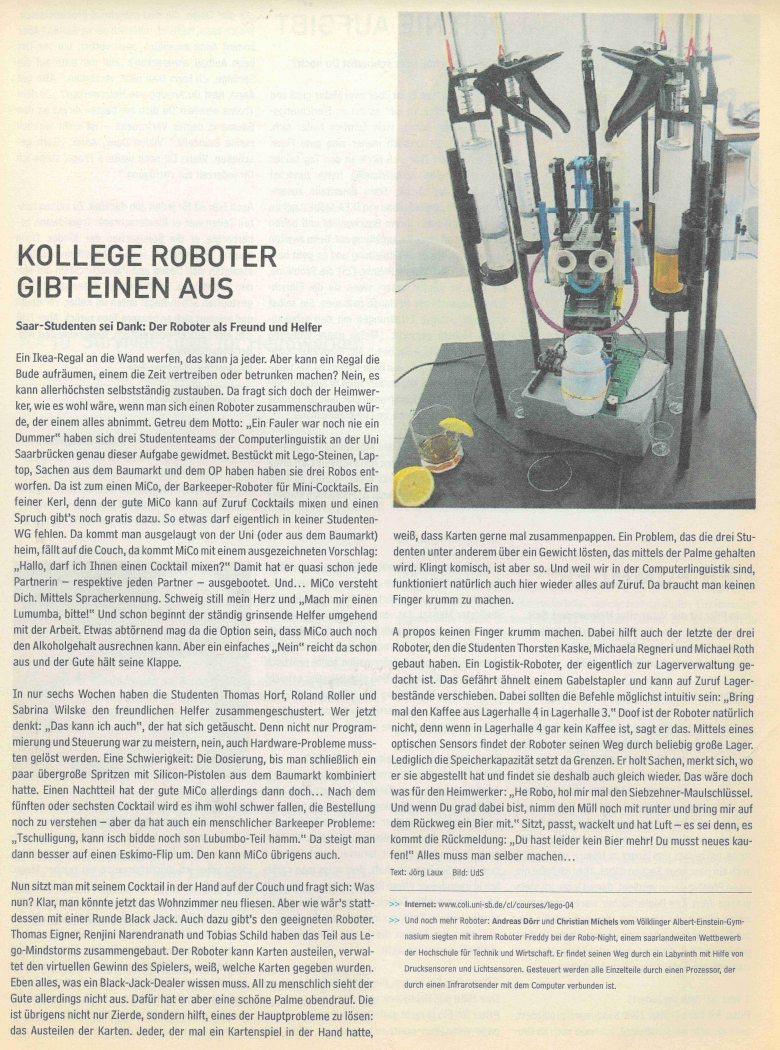 KOLLEGE ROBOTER
GIBT EINEN AUS
Saar-Studenten sei Dank: Der Roboter als Freund und Helfer
Ein Ikea-Regal an die Wand werfen, das kann ja jeder. Aber kann ein Regal die
Bude aufräumen, einem die Zeit vertreiben oder betrunken machen? Nein, es
kann allerhöchsten selbstständig zustauben. Da fragt sich doch der Heimwer-
ker, wie es wohl wäre, wenn man sich einen Roboter zusammenschrauben wür-
de, der einem alles abnimmt. Getreu dem Motto: „Ein Fauler war noch nie ein
Dummer" haben sich drei Studententeams der Computerlinguistik an der Uni
Saarbrücken genau dieser Aufgabe gewidmet. Bestückt mit Lego-Steinen, Lap-
top, Sachen aus dem Baumarkt und dem OP haben haben sie drei Robos ent-
worfen. Da ist zum einen MiCo, der Barkeeper-Roboter für Mini-Cocktails. Ein
feiner Kerl, denn der gute MiCo kann auf Zuruf Cocktails mixen und einen
Spruch gibt's noch gratis dazu. So etwas darf eigentlich in keiner Studenten-
WG fehlen. Da kommt man ausgelaugt von der Uni (oder aus dem Baumarkt)
heim, fällt auf die Couch, da kommt MiCo mit einem ausgezeichneten Vorschlag:
„Hallo, darf ich Ihnen einen Cocktail mixen?" Damit hat er quasi schon jede
Partnerin – respektive jeden Partner – ausgebootet. Und... MiCo versteht
Dich. Mittels Spracherkennung. Schweig still mein Herz und „Mach mir einen
Lumumba, bitte!" Und schon beginnt der ständig grinsende Helfer umgehend
mit der Arbeit. Etwas abtörnend mag da die Option sein, dass MiCo auch noch
den Alkoholgehalt ausrechnen kann. Aber ein einfaches „Nein" reicht da schon
aus und der Gute hält seine Klappe.
In nur sechs Wochen haben die Studenten Thomas Horf, Roland Roller und
Sabrina Wilske den freundlichen Helfer zusammengeschustert. Wer jetzt
denkt: „Das kann ich auch", der hat sich getäuscht. Denn nicht nur Program-
mierung und Steuerung war zu meistern, nein, auch Hardware-Probleme muss-
ten gelöst werden. Eine Schwierigkeit: Die Dosierung, bis man schließlich ein
paar übergroße Spritzen mit Silicon-Pistolen aus dem Baumarkt kombiniert
hatte. Einen Nachtteil hat der gute MiCo allerdings dann doch... Nach dem
fünften oder sechsten Cocktail wird es ihm wohl schwer fallen, die Bestellung
noch zu verstehen – aber da hat auch ein menschlicher Barkeeper Probleme:
„Tschulligung, kann isch bidde noch son Lubumbo-Teil hamm." Da steigt man
dann besser auf einen Eskimo-Flip um. Den kann MiCo übrigens auch.
Nun sitzt man mit seinem Cocktail in der Hand auf der Couch und fragt sich: Was
nun? Klar, man könnte jetzt das Wohnzimmer neu fliesen. Aber wie wär's statt-
dessen mit einer Runde Black Jack. Auch dazu gibt's den geeigneten Roboter.
Thomas Eigner, Renjini Narendranath und Tobias Schild haben das Teil aus Le-
go-Mindstorms zusammengebaut. Der Roboter kann Karten austeilen, verwal-
tet den virtuellen Gewinn des Spielers, weiß, welche Karten gegeben wurden.
Eben alles, was ein Black-Jack-Dealer wissen muss. All zu menschlich sieht der
Gute allerdings nicht aus. Dafür hat er aber eine schöne Palme obendrauf. Die
ist übrigens nicht nur Zierde, sondern hilft, eines der Hauptprobleme zu lösen:
das Austeilen der Karten. Jeder, der mal ein Kartenspiel in der Hand hatte,
weiß, dass Karten gerne mal zusammenpappen. Ein Problem, das die drei Stu-
denten unter anderem über ein Gewicht lösten, das mittels der Palme gehalten
wird. Klingt komisch, ist aber so. Und weil wir in der Computerlinguistik sind,
funktioniert natürlich auch hier wieder alles auf Zuruf. Da braucht man keinen
Finger krumm zu machen.
A propos keinen Finger krumm machen. Dabei hilft auch der letzte der drei
Roboter, den die Studenten Thorsten Kaske, Michaela Regneri und Michael Roth
gebaut haben. Ein Logistik-Roboter, der eigentlich zur Lagerverwaltung ge-
dacht ist. Das Gefährt ähnelt einem Gabelstapler und kann auf Zuruf Lager-
bestände verschieben. Dabei sollten die Befehle möglichst intuitiv sein: „Bring
mal den Kaffee aus Lagerhalle 4 in Lagerhalle 3." Doof ist der Roboter natürlich
nicht, denn wenn in Lagerhalle 4 gar kein Kaffee ist, sagt er das. Mittels eines
optischen Sensors findet der Roboter seinen Weg durch beliebig große Lager.
Lediglich die Speicherkapazität setzt da Grenzen. Er holt Sachen, merkt sich, wo
er sie abgestellt hat und findet sie deshalb auch gleich wieder. Das wäre doch
was für den Heimwerker: „He Robo, hol mir mal den Siebzehner-Maulschlüssel.
Und wenn Du grad dabei bist, nimm den Müll noch mit runter und bring mir auf
dem Rückweg ein Bier mit." Sitzt, passt, wackelt und hat Luft – es sei denn, es
kommt die Rückmeldung: „Du hast leider kein Bier mehr! Du musst neues kau-
fen!" Alles muss man selber machen...
Text: Jörg Laux Bild: UdS
>> Internet: www.coli.uni-sb.de/cl/courses/lego-04
>> Und noch mehr Roboter: Andreas Dörr und Christian Michels vom Völklinger Albert-Einstein-Gym-
nasium siegten mit ihrem Roboter Freddy bei der Robo-Night, einem saarlandweiten Wettbewerb
der Hochschule für Technik und Wirtschaft. Er findet seinen Weg durch ein Labyrinth mit Hilfe von
Drucksensoren und Lichtsensoren. Gesteuert werden alle Einzelteile durch einen Prozessor, der
durch einen Infrarotsender mit dem Computer verbunden ist.